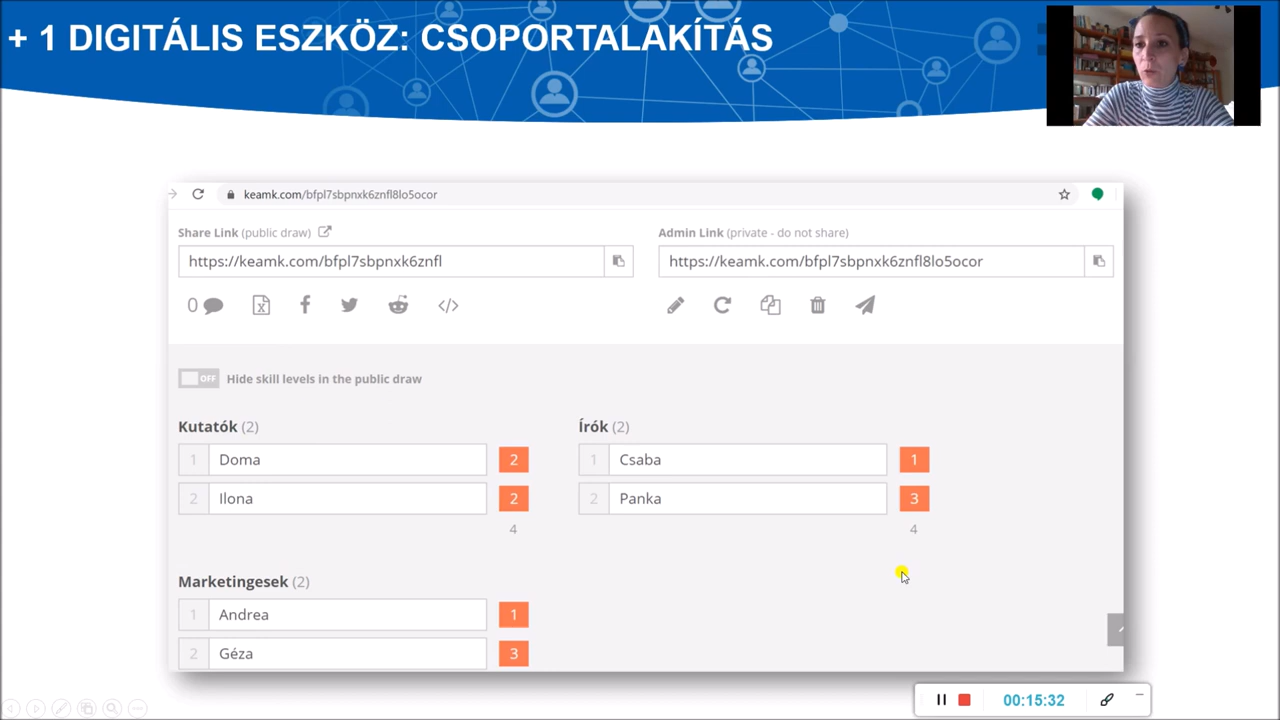 + 1 DIGITÁLIS ESZKÖZ: CSOPORTALAKÍTÁS
keamk.com/bfpl7sbpnxk6znfl8lo5ocor
Share Link (public draw)
Admin Link (private - do not share)
https://keamk.com/bfpl7sbpnxk6znfl
https://keamk.com/bfpl7sbpnxk6znfl8lo5ocor
0
OFF Hide skill levels in the public draw
Kutatók (2)
1 Doma 2
2 Ilona 2
4
Írók (2)
1 Csaba 1
2 Panka 3
4
Marketingesek (2)
1 Andrea 1
2 Géza 3
00:15:32